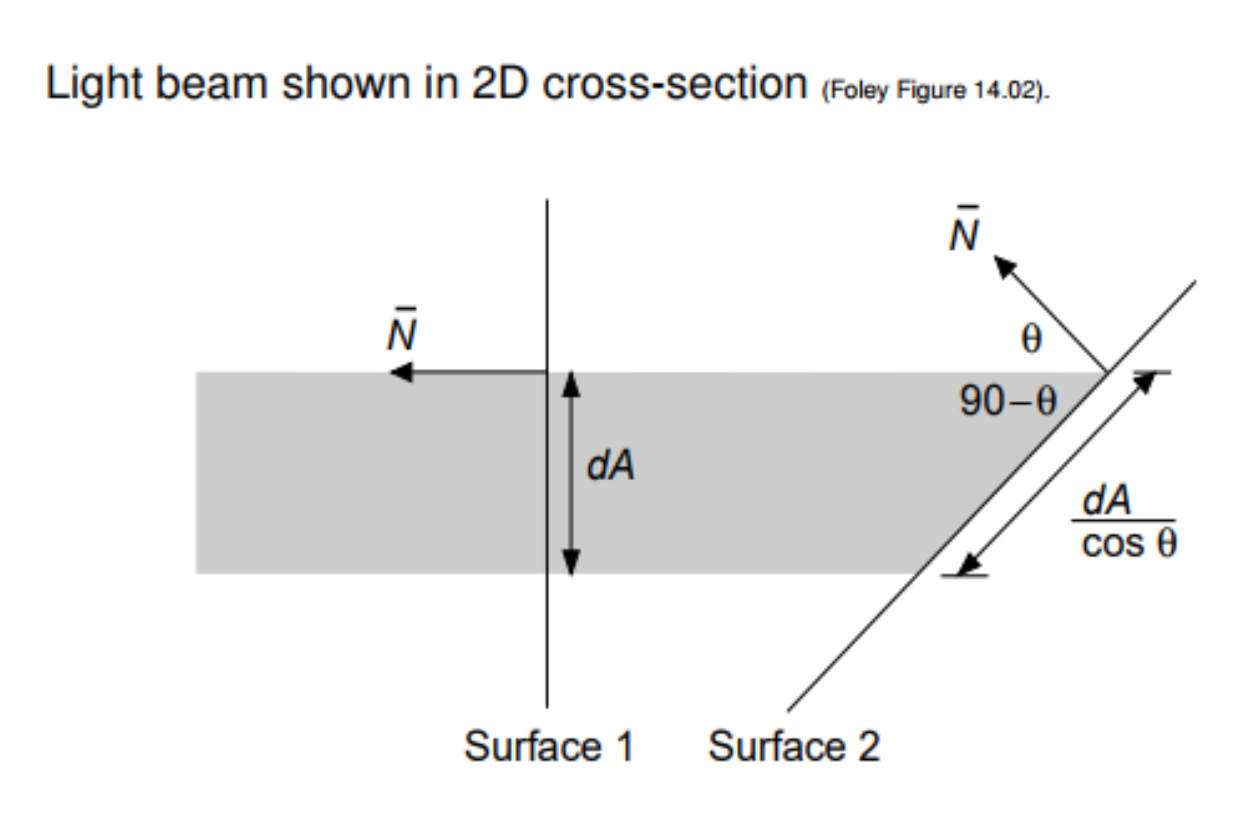 Light beam shown in 2D cross-section (Foley Figure 14.02).
N̅
N̅
θ
90−θ
dA
dA
cos θ
Surface 1 Surface 2